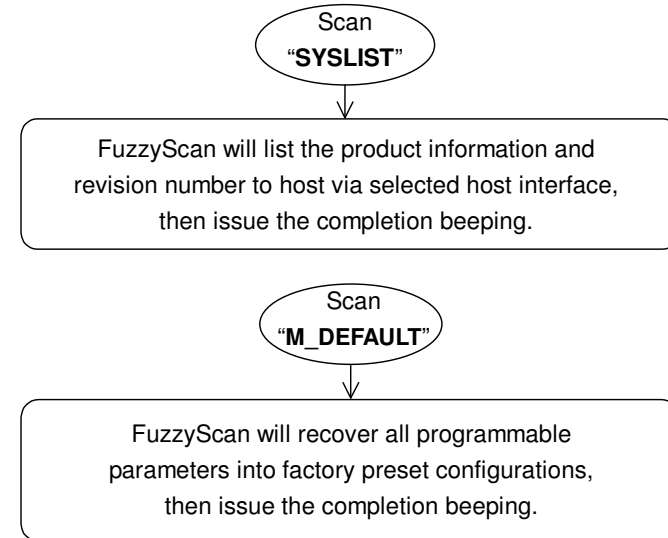 Scan
“SYSLIST”
FuzzyScan will list the product information and
revision number to host via selected host interface,
then issue the completion beeping.
Scan
“M_DEFAULT”
FuzzyScan will recover all programmable
parameters into factory preset configurations,
then issue the completion beeping.